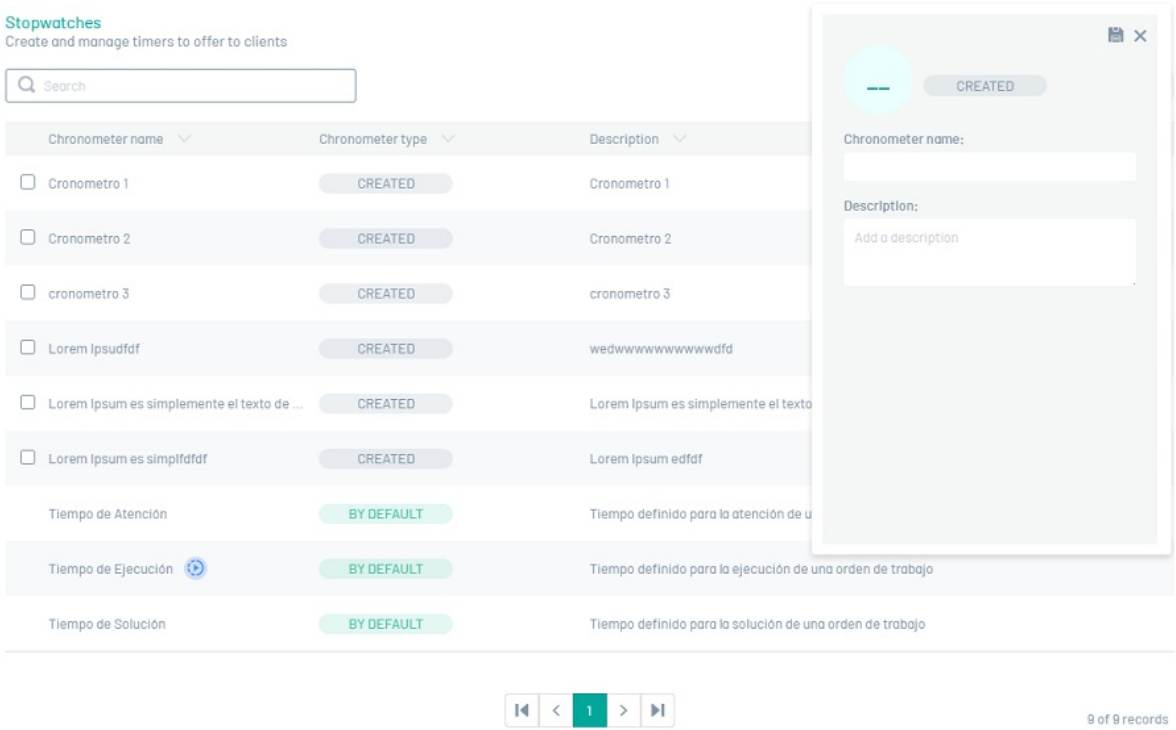 Stopwatches
Create and manage timers to offer to clients
Search
Chronometer name Chronometer type Description
Cronometro 1 CREATED Cronometro 1
Cronometro 2 CREATED Cronometro 2
cronometro 3 CREATED cronometro 3
Lorem Ipsudfdf CREATED wedwwwwwwwwwwdfd
Lorem Ipsum es simplemente el texto de ... CREATED Lorem Ipsum es simplemente el texto
Lorem Ipsum es simplfdfdf CREATED Lorem Ipsum edfdf
Tiempo de Atención BY DEFAULT Tiempo definido para la atención de u
Tiempo de Ejecución BY DEFAULT Tiempo definido para la ejecución de una orden de trabajo
Tiempo de Solución BY DEFAULT Tiempo definido para la solución de una orden de trabajo
1
9 of 9 records
__ CREATED
Chronometer name:
Description:
Add a description